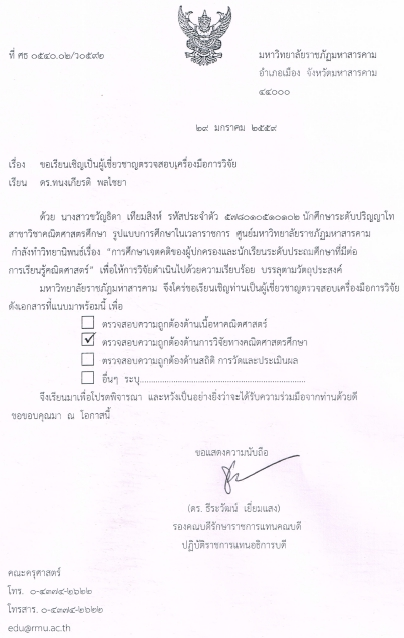 ที่ ศธ ๐๕๔๐.๐๒/ว๐๕๙๒
มหาวิทยาลัยราชภัฏมหาสารคาม
อำเภอเมือง จังหวัดมหาสารคาม
๔๔๐๐๐
๒๙ มกราคม ๒๕๕๙
เรื่อง ขอเรียนเชิญเป็นผู้เชี่ยวชาญตรวจสอบเครื่องมือการวิจัย
เรียน ดร.ทนงเกียรติ พลไชยา
ด้วย นางสาวขวัญธิดา เทียมสิงห์ รหัสประจำตัว ๕๗๘๐๑๐๕๑๐๑๐๒ นักศึกษาระดับปริญญาโท
สาขาวิชาคณิตศาสตรศึกษา รูปแบบการศึกษาในเวลาราชการ ศูนย์มหาวิทยาลัยราชภัฏมหาสารคาม
กำลังทำวิทยานิพนธ์เรื่อง "การศึกษาเจตคติของผู้ปกครองและนักเรียนระดับประถมศึกษาที่มีต่อ
การเรียนรู้คณิตศาสตร์" เพื่อให้การวิจัยดำเนินไปด้วยความเรียบร้อย บรรลุตามวัตถุประสงค์
มหาวิทยาลัยราชภัฏมหาสารคาม จึงใคร่ขอเรียนเชิญท่านเป็นผู้เชี่ยวชาญตรวจสอบเครื่องมือการวิจัย
ดังเอกสารที่แนบมาพร้อมนี้ เพื่อ
ตรวจสอบความถูกต้องด้านเนื้อหาคณิตศาสตร์
ตรวจสอบความถูกต้องด้านการวิจัยทางคณิตศาสตรศึกษา
ตรวจสอบความถูกต้องด้านสถิติ การวัดและประเมินผล
อื่นๆ ระบุ..........................................................
จึงเรียนมาเพื่อโปรดพิจารณา และหวังเป็นอย่างยิ่งว่าจะได้รับความร่วมมือจากท่านด้วยดี
ขอขอบคุณมา ณ โอกาสนี้
ขอแสดงความนับถือ
(ดร. ธีระวัฒน์ เยี่ยมแสง)
รองคณบดีรักษาราชการแทนคณบดี
ปฏิบัติราชการแทนอธิการบดี
คณะครุศาสตร์
โทร. ๐-๔๓๗๔-๒๖๒๒
โทรสาร. ๐-๔๓๗๔-๒๖๒๒
edu@rmu.ac.th